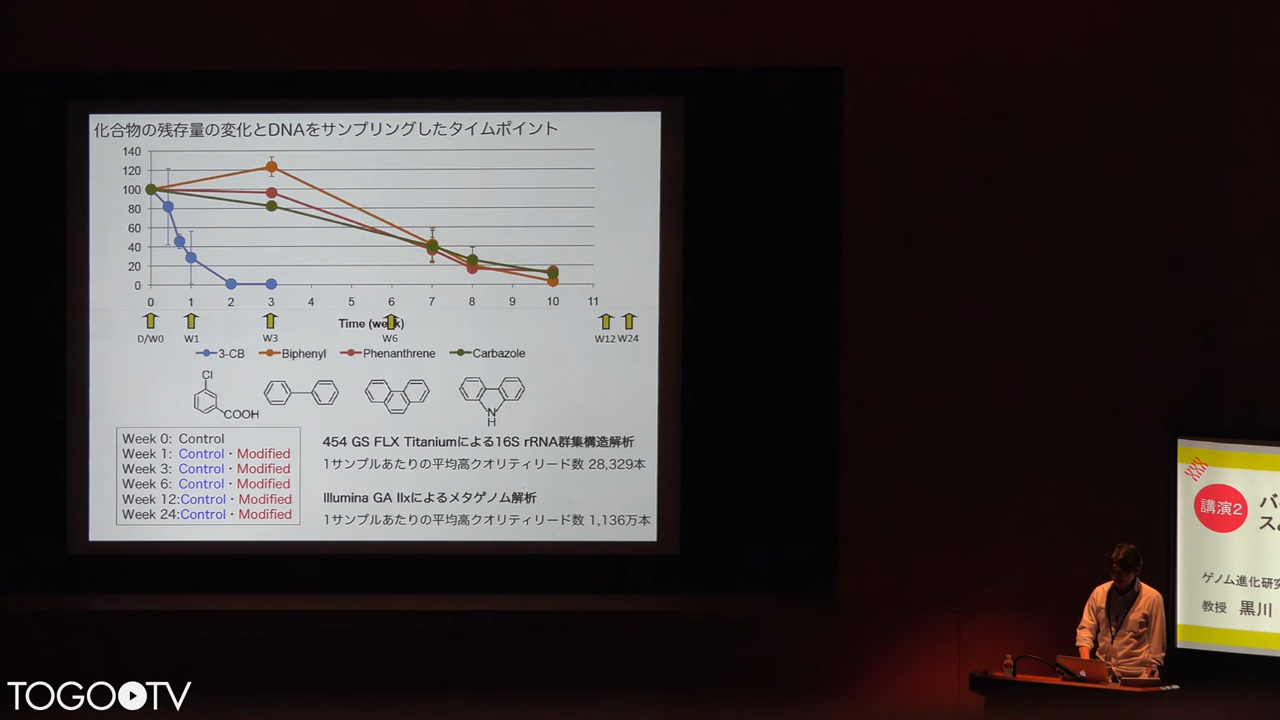 化合物の残存量の変化とDNAをサンプリングしたタイムポイント
140
120
100
80
60
40
20
0
0 1 2 3 4 5 6 7 8 9 10 11
Time (week)
D/W0 W1 W3 W6 W12 W24
3-CB Biphenyl Phenanthrene Carbazole
Cl
COOH
N
H
Week 0: Control
Week 1: Control・Modified
Week 3: Control・Modified
Week 6: Control・Modified
Week 12:Control・Modified
Week 24:Control・Modified
454 GS FLX Titaniumによる16S rRNA群集構造解析
1サンプルあたりの平均高クオリティリード数 28,329本
Illumina GA IIxによるメタゲノム解析
1サンプルあたりの平均高クオリティリード数 1,136万本
講演2
バ
ス
ゲノム進化研究
教授 黒川
TOGO TV